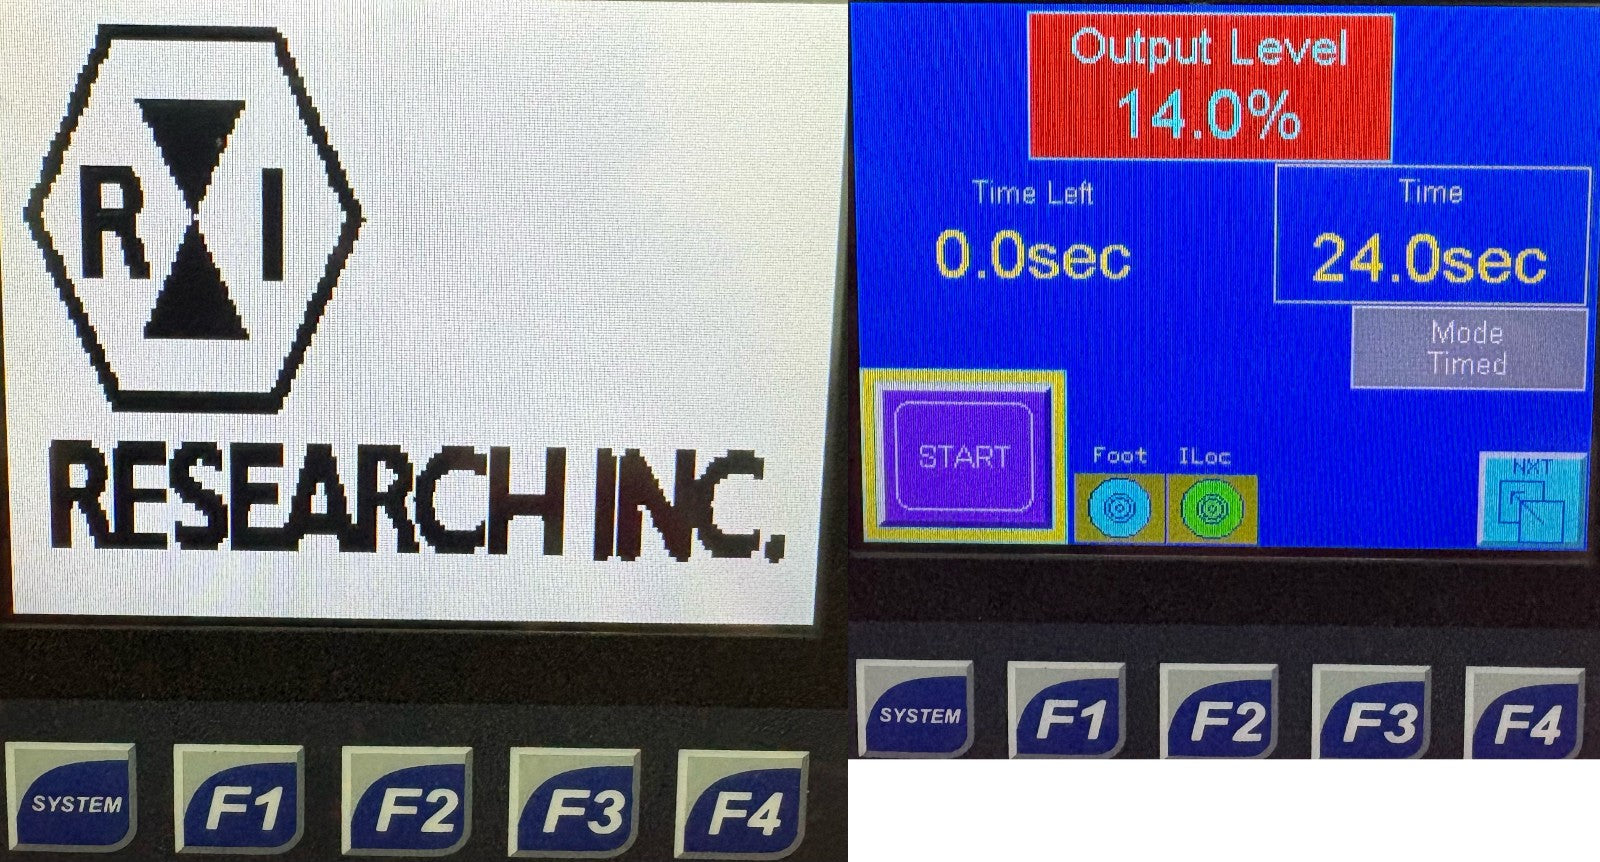 R I
RESEARCH INC.
SYSTEM F1 F2 F3 F4
Output Level
14.0%
Time Left
0.0sec
Time
24.0sec
Mode
Timed
START
Foot ILoc
NXT
SYSTEM F1 F2 F3 F4